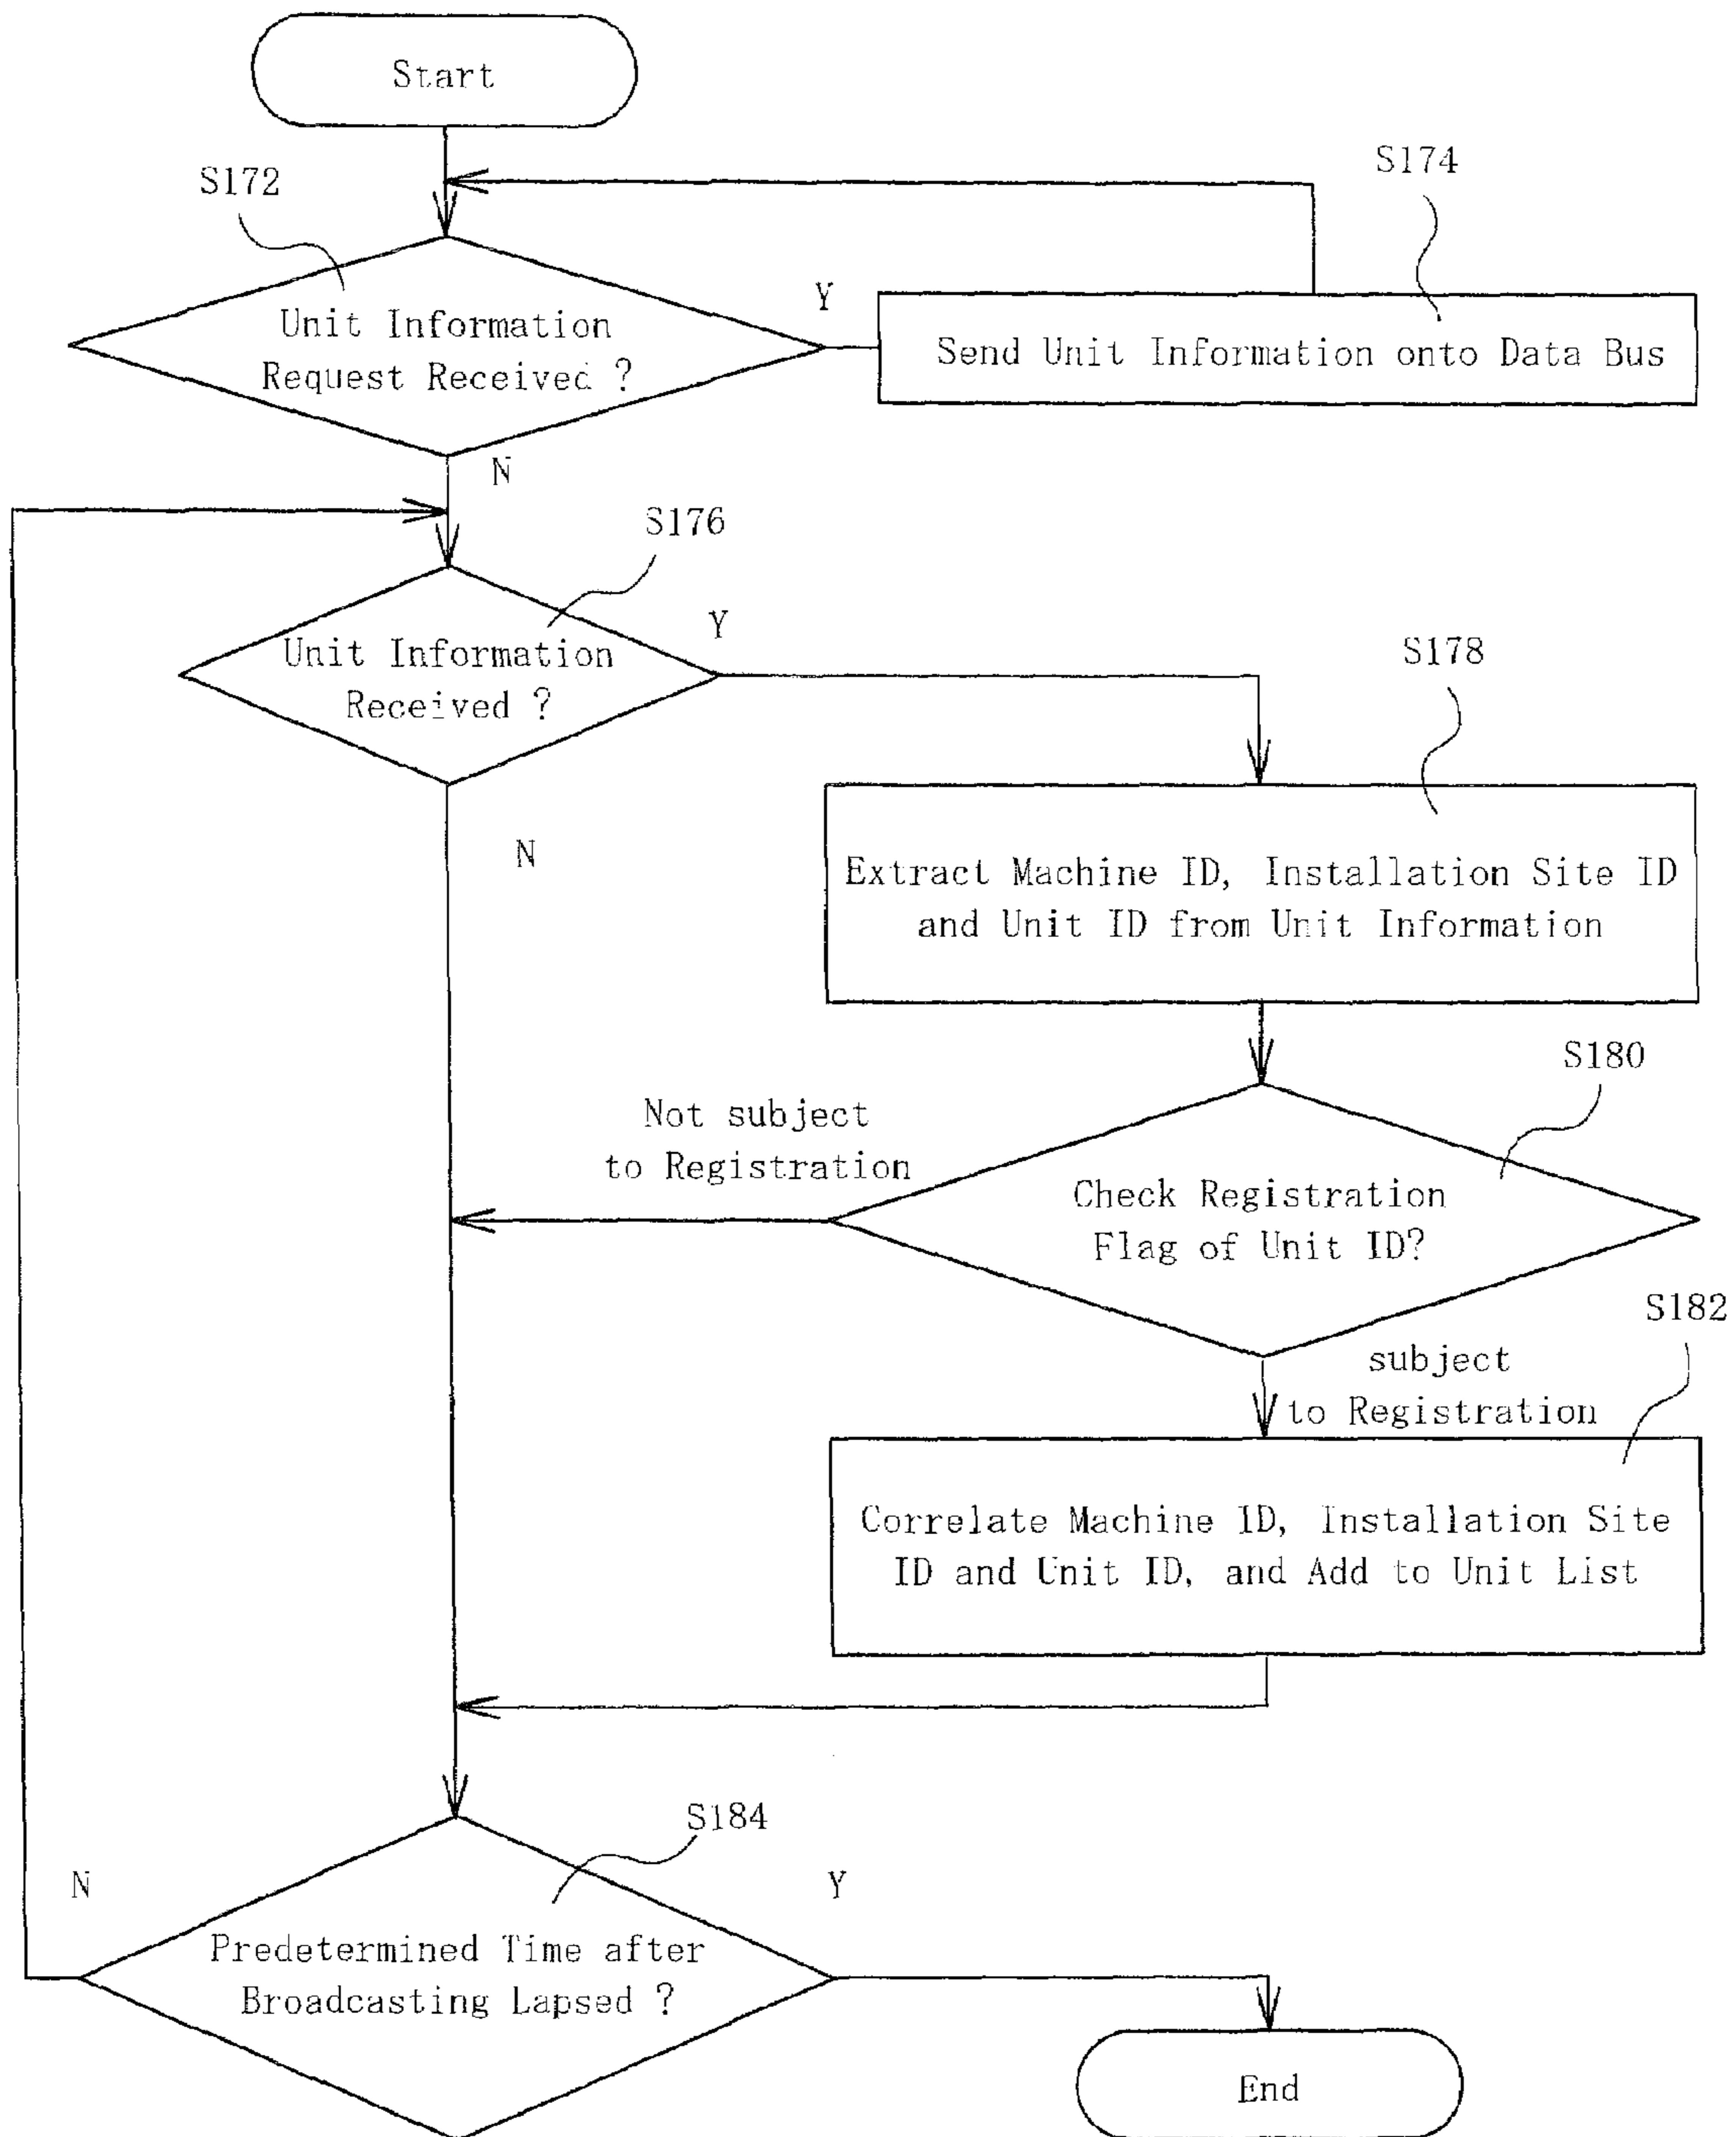 Start
S172
S174
Unit Information
Request Received ?
Y
Send Unit Information onto Data Bus
N
S176
Unit Information
Received ?
Y
S178
N
Extract Machine ID, Installation Site ID
and Unit ID from Unit Information
S180
Not subject
to Registration
Check Registration
Flag of Unit ID?
S182
subject
to Registration
Correlate Machine ID, Installation Site
ID and Unit ID, and Add to Unit List
S184
N
Y
Predetermined Time after
Broadcasting Lapsed ?
End